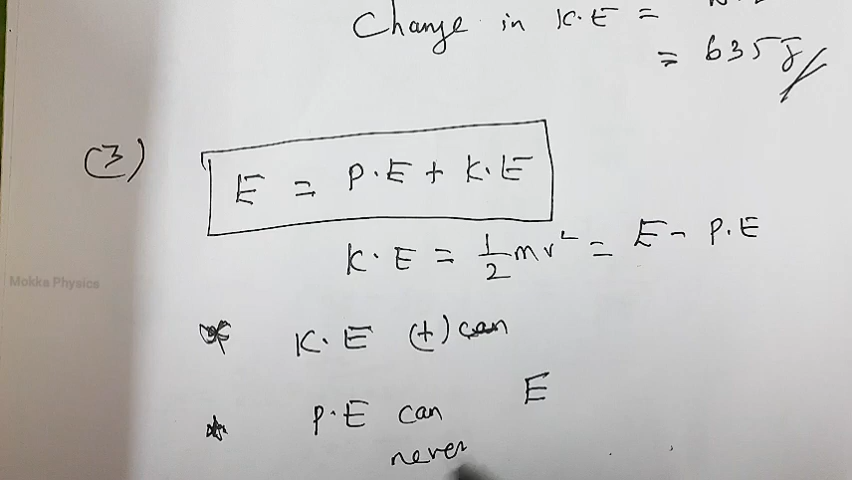 Change in K.E =
= 635 J
(3)
E = P.E + K.E
K.E = 1/2 mv² = E - P.E
Mokka Physics
* K.E (+) can
* P.E can E
never